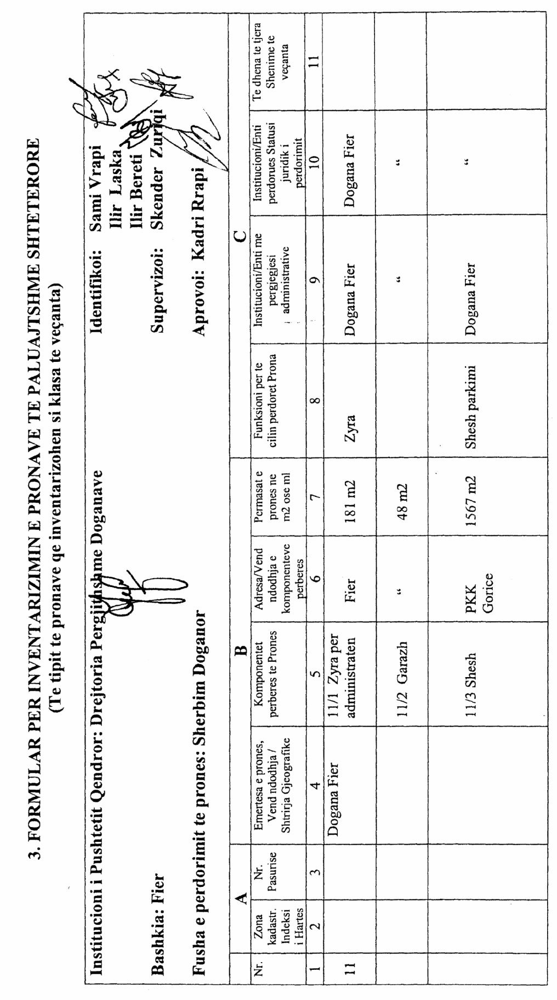 3. FORMULAR PER INVENTARIZIMIN E PRONAVE TE PALUAJTSHME SHTETERORE
(Te tipit te pronave qe inventarizohen si klasa te veçanta)
Institucioni i Pushtetit Qendror: Drejtoria Pergjithshme Doganave
Identifikoi: Sami Vrapi
Ilir Laska
Ilir Bereti
Bashkia: Fier
Supervizoi: Skender Zuriqi
Fusha e perdorimit te prones: Sherbim Doganor
Aprovoi: Kadri Rrapi
A B C
Nr.
Zona kadastr. Indeksi i Hartes
Nr. Pasurise
Emertesa e prones, Vend ndodhja / Shtrirja Gjeografike
Komponentet perberes te Prones
Adresa/Vend ndodhja e komponenteve perberes
Permasat e prones ne m2 ose ml
Funksioni per te cilin perdoret Prona
Institucioni/Enti me pergjegjesi administrative
Institucioni/Enti perdorues Statusi juridik i perdorimit
Te dhena te tjera Shenime te veçanta
1 2 3 4 5 6 7 8 9 10 11
11 Dogana Fier 11/1 Zyra per administraten Fier 181 m2 Zyra Dogana Fier Dogana Fier
11/2 Garazh “ 48 m2 “ “
11/3 Shesh PKK Gorice 1567 m2 Shesh parkimi Dogana Fier “